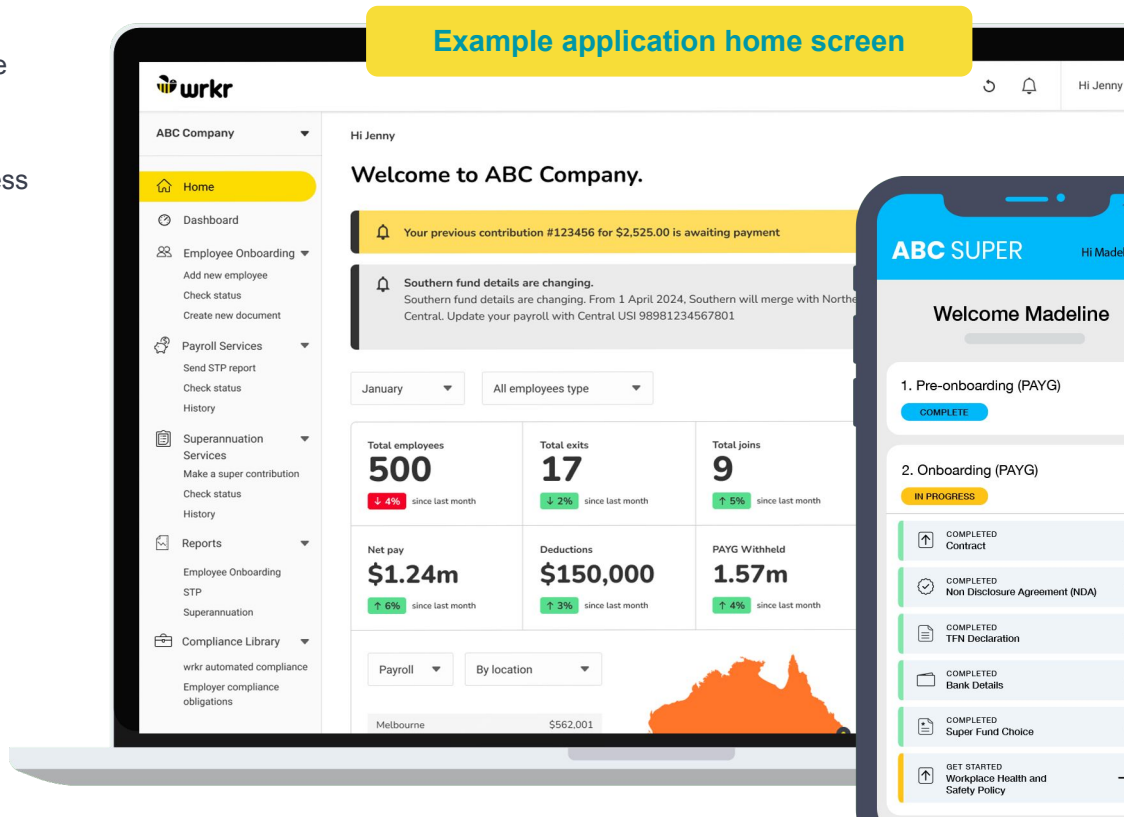 Example application home screen
wrkr
Hi Jenny
ABC Company
Home
Dashboard
Employee Onboarding
Add new employee
Check status
Create new document
Payroll Services
Send STP report
Check status
History
Superannuation
Services
Make a super contribution
Check status
History
Reports
Employee Onboarding
STP
Superannuation
Compliance Library
wrkr automated compliance
Employer compliance
obligations
Hi Jenny
Welcome to ABC Company.
Your previous contribution #123456 for $2,525.00 is awaiting payment
Southern fund details are changing.
Southern fund details are changing. From 1 April 2024, Southern will merge with Northe
Central. Update your payroll with Central USI 98981234567801
January
All employees type
Total employees
500
↓ 4% since last month
Total exits
17
↓ 2% since last month
Total joins
9
↑ 5% since last month
Net pay
$1.24m
↑ 6% since last month
Deductions
$150,000
↑ 3% since last month
PAYG Withheld
1.57m
↑ 4% since last month
Payroll
By location
Melbourne $562,001
ABC SUPER
Hi Madel
Welcome Madeline
1. Pre-onboarding (PAYG)
COMPLETE
2. Onboarding (PAYG)
IN PROGRESS
COMPLETED
Contract
COMPLETED
Non Disclosure Agreement (NDA)
COMPLETED
TFN Declaration
COMPLETED
Bank Details
COMPLETED
Super Fund Choice
GET STARTED
Workplace Health and
Safety Policy